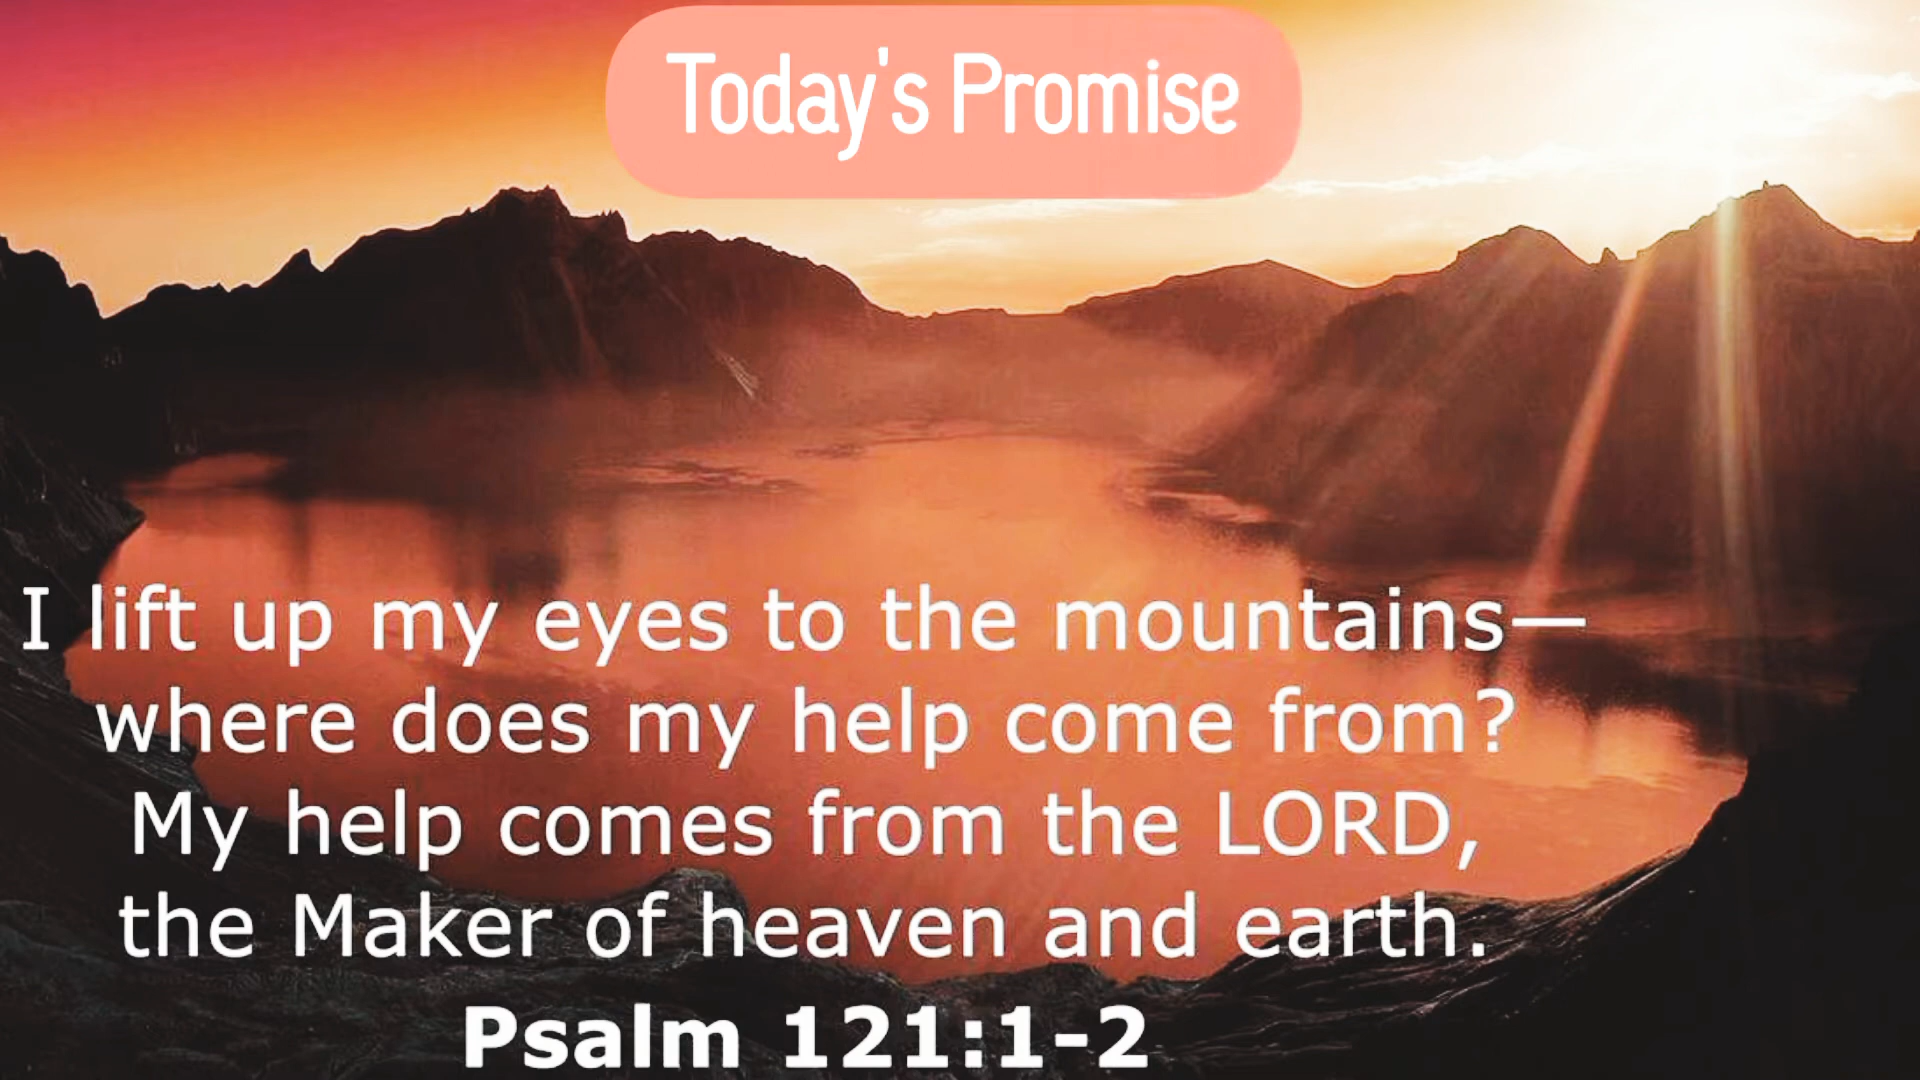 Today's Promise
I lift up my eyes to the mountains—
where does my help come from?
My help comes from the LORD,
the Maker of heaven and earth.
Psalm 121:1-2